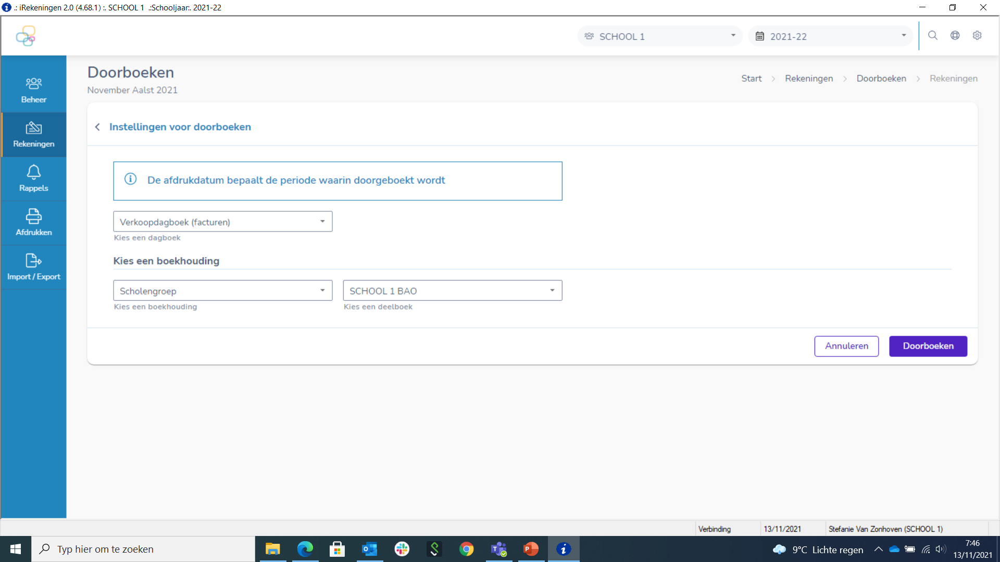 .: iRekeningen 2.0 (4.68.1) :. SCHOOL 1 .:Schooljaar:. 2021-22
SCHOOL 1
2021-22
Beheer
Rekeningen
Rappels
Afdrukken
Import / Export
Doorboeken
November Aalst 2021
Start > Rekeningen > Doorboeken > Rekeningen
Instellingen voor doorboeken
De afdrukdatum bepaalt de periode waarin doorgeboekt wordt
Verkoopdagboek (facturen)
Kies een dagboek
Kies een boekhouding
Scholengroep
Kies een boekhouding
SCHOOL 1 BAO
Kies een deelboek
Annuleren
Doorboeken
Verbinding
13/11/2021
Stefanie Van Zonhoven (SCHOOL 1)
Typ hier om te zoeken
9°C Lichte regen
7:46
13/11/2021